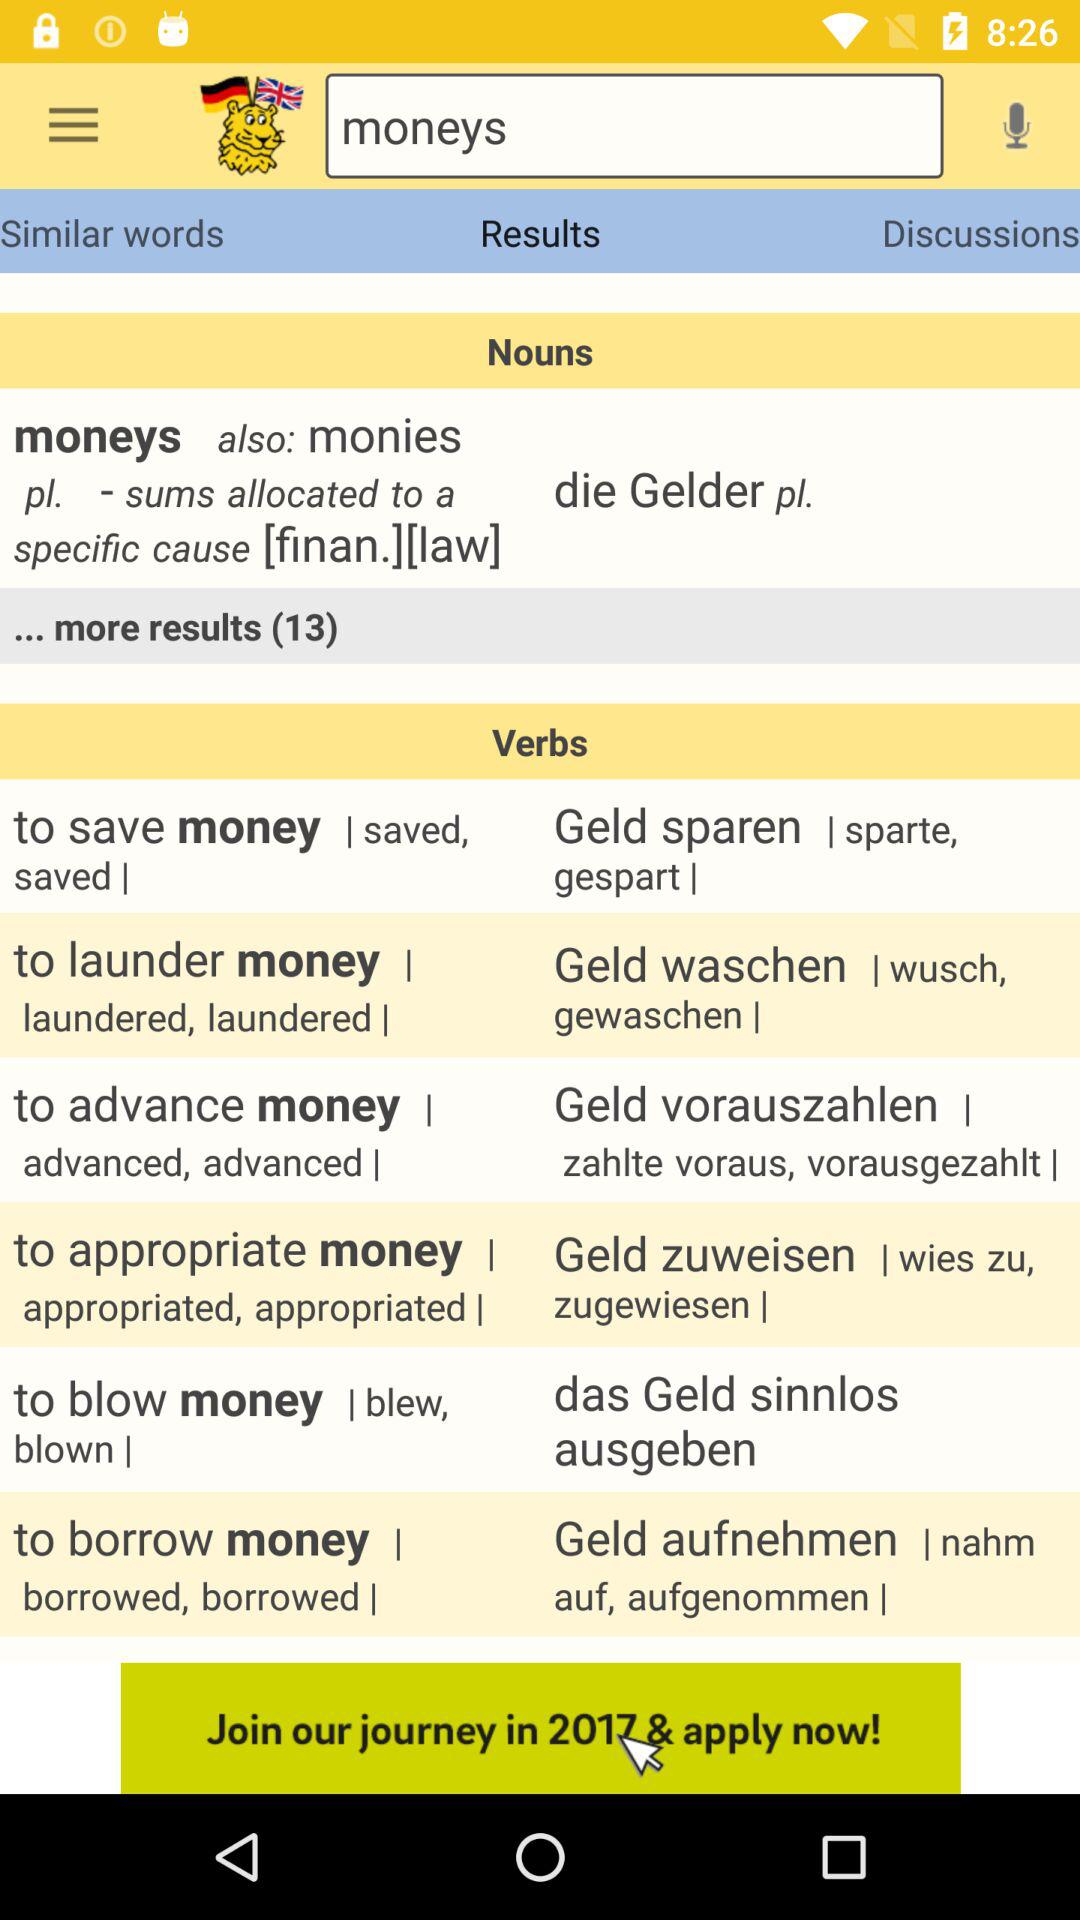 8:26
moneys
Similar words Results Discussions
Nouns
moneys also: monies
pl. - sums allocated to a
specific cause [finan.][law]
die Gelder pl.
... more results (13)
Verbs
to save money | saved,
saved |
Geld sparen | sparte,
gespart |
to launder money |
laundered, laundered |
Geld waschen | wusch,
gewaschen |
to advance money |
advanced, advanced |
Geld vorauszahlen |
zahlte voraus, vorausgezahlt |
to appropriate money |
appropriated, appropriated |
Geld zuweisen | wies zu,
zugewiesen |
to blow money | blew,
blown |
das Geld sinnlos
ausgeben
to borrow money |
borrowed, borrowed |
Geld aufnehmen | nahm
auf, aufgenommen |
Join our journey in 2017 & apply now!